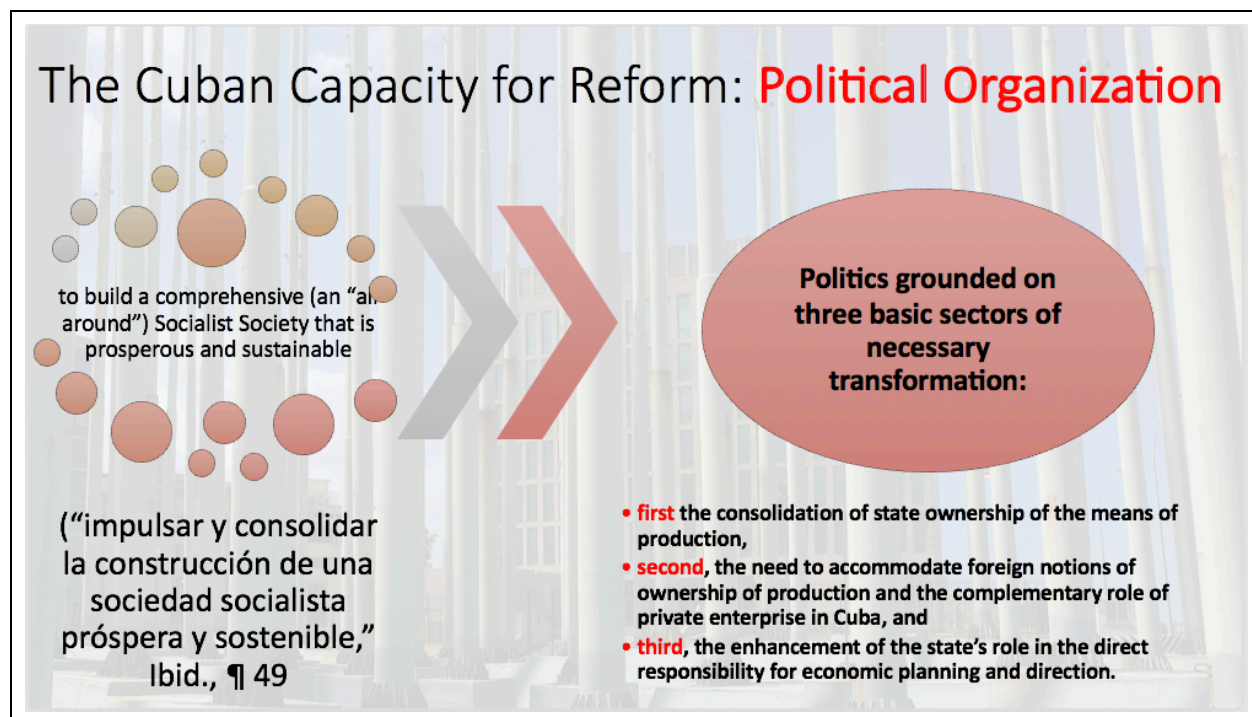 The Cuban Capacity for Reform: Political Organization
to build a comprehensive (an “all
around”) Socialist Society that is
prosperous and sustainable
(“impulsar y consolidar
la construcción de una
sociedad socialista
próspera y sostenible,”
Ibid., ¶ 49
Politics grounded on
three basic sectors of
necessary
transformation:
• first the consolidation of state ownership of the means of
production,
• second, the need to accommodate foreign notions of
ownership of production and the complementary role of
private enterprise in Cuba, and
• third, the enhancement of the state’s role in the direct
responsibility for economic planning and direction.